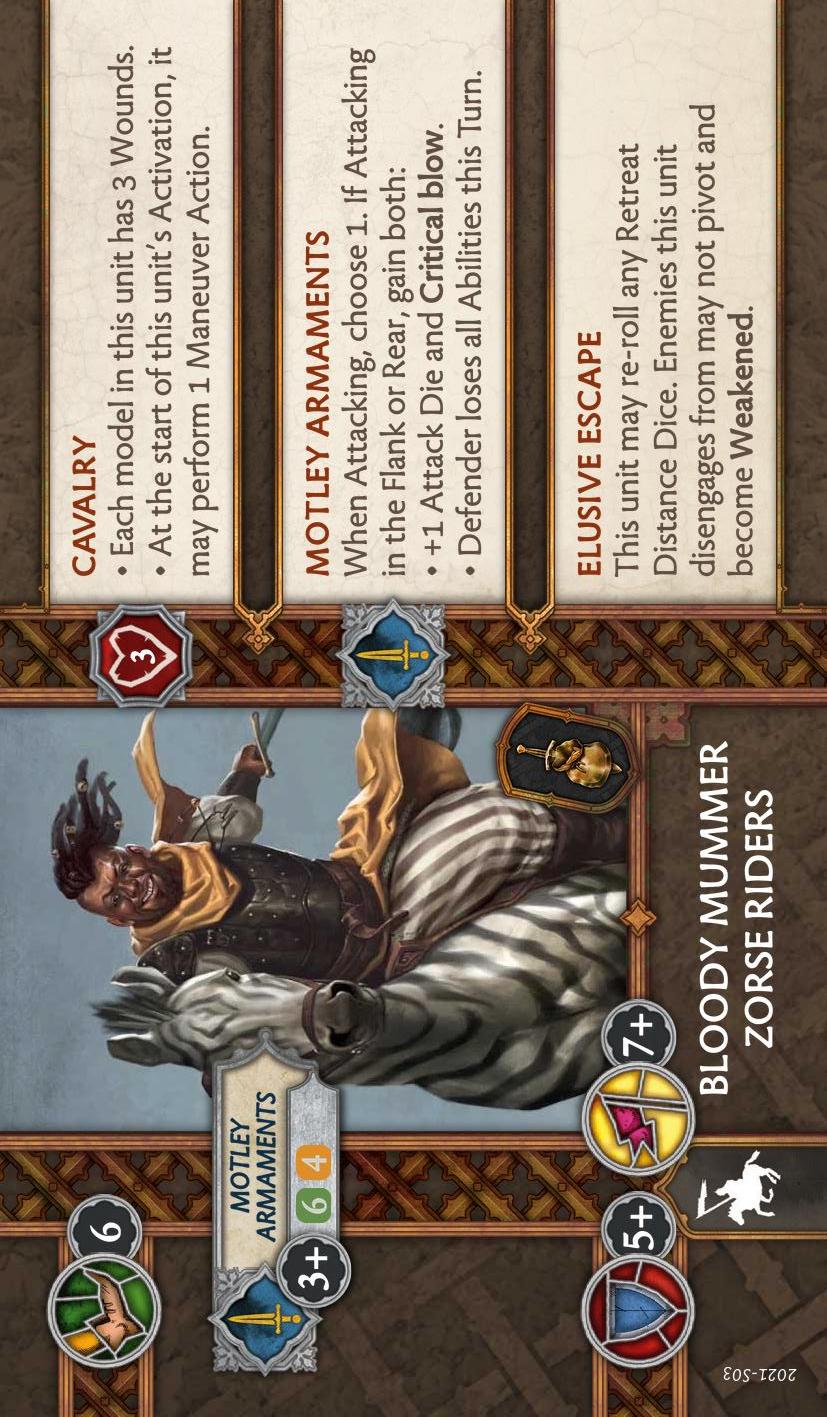 6
MOTLEY
ARMAMENTS
3+
6 4
5+
7+
BLOODY MUMMER
ZORSE RIDERS
2021-S03
3
CAVALRY
• Each model in this unit has 3 Wounds.
• At the start of this unit's Activation, it
may perform 1 Maneuver Action.
MOTLEY ARMAMENTS
When Attacking, choose 1. If Attacking
in the Flank or Rear, gain both:
• +1 Attack Die and Critical blow.
• Defender loses all Abilities this Turn.
ELUSIVE ESCAPE
This unit may re-roll any Retreat
Distance Dice. Enemies this unit
disengages from may not pivot and
become Weakened.